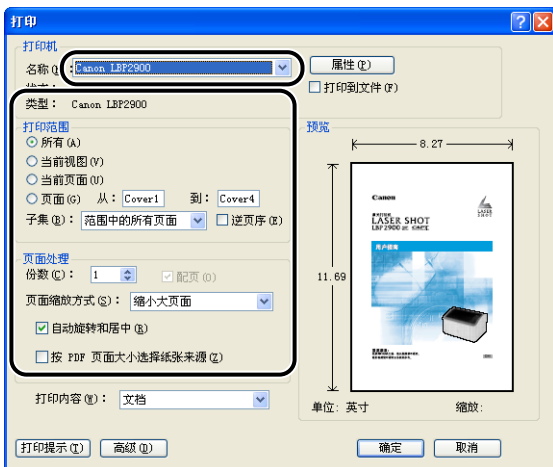 打印
打印机
名称
Canon LBP2900
属性(P)
类型： Canon LBP2900
打印到文件(F)
打印范围
预览
所有(A)
当前视图(V)
当前页面(U)
页面(G) 从： Cover1 到： Cover4
子集(B)： 范围中的所有页面 逆页序(E)
8.27
11.69
Canon
LASER SHOT
LBP2900
用户指南
页面处理
份数(C)： 1 配页(O)
页面缩放方式(S)： 缩小大页面
自动旋转和居中(R)
按 PDF 页面大小选择纸张来源(Z)
打印内容(W)： 文档
单位: 英寸 缩放:
打印提示(T) 高级(D) 确定 取消